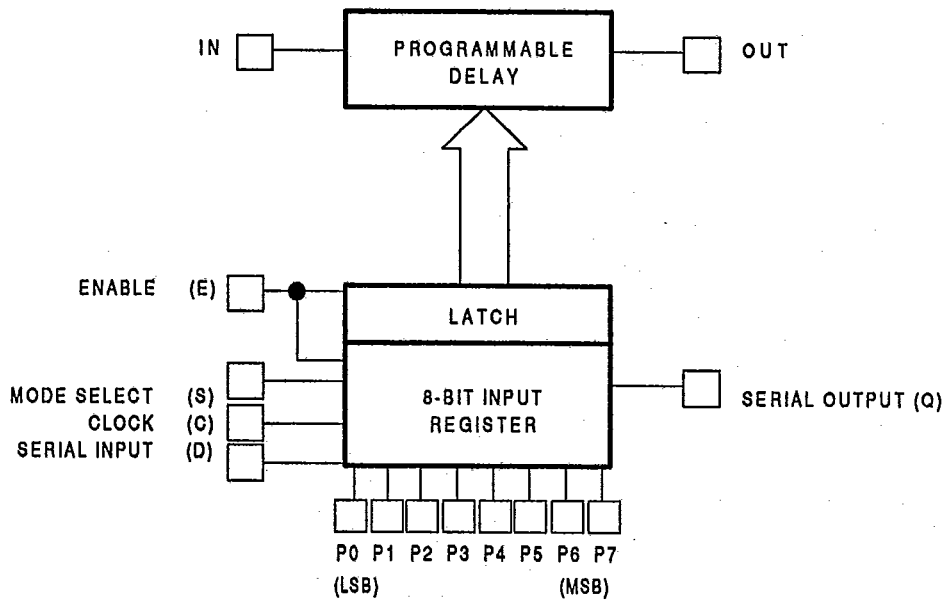 IN
PROGRAMMABLE
DELAY
OUT
ENABLE (E)
LATCH
MODE SELECT (S)
CLOCK (C)
SERIAL INPUT (D)
8-BIT INPUT
REGISTER
SERIAL OUTPUT (Q)
P0 P1 P2 P3 P4 P5 P6 P7
(LSB) (MSB)